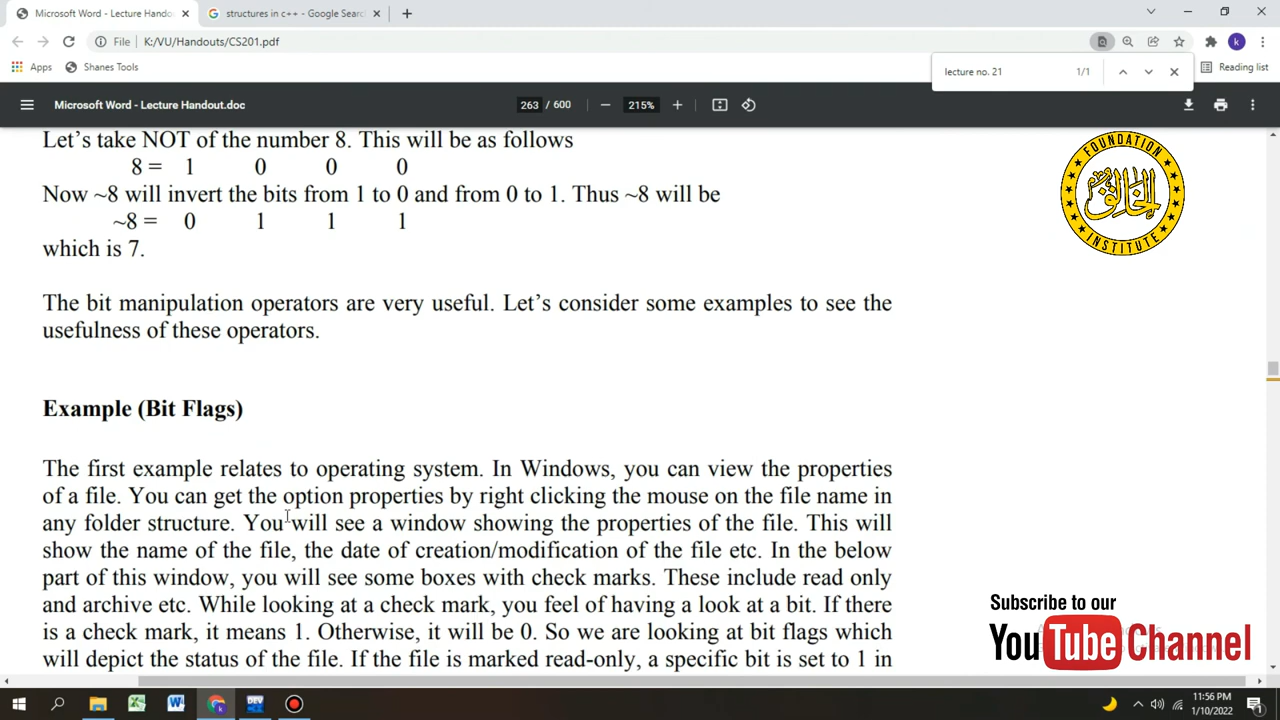 Microsoft Word - Lecture Hando
structures in c++ - Google Searc
File K:/VU/Handouts/CS201.pdf
lecture no. 21 1/1
Apps Shanes Tools Reading list
Microsoft Word - Lecture Handout.doc 263 / 600 215%
Let's take NOT of the number 8. This will be as follows
8 = 1 0 0 0
Now ~8 will invert the bits from 1 to 0 and from 0 to 1. Thus ~8 will be
~8 = 0 1 1 1
which is 7.
The bit manipulation operators are very useful. Let's consider some examples to see the
usefulness of these operators.
Example (Bit Flags)
The first example relates to operating system. In Windows, you can view the properties
of a file. You can get the option properties by right clicking the mouse on the file name in
any folder structure. You will see a window showing the properties of the file. This will
show the name of the file, the date of creation/modification of the file etc. In the below
part of this window, you will see some boxes with check marks. These include read only
and archive etc. While looking at a check mark, you feel of having a look at a bit. If there
is a check mark, it means 1. Otherwise, it will be 0. So we are looking at bit flags which
will depict the status of the file. If the file is marked read-only, a specific bit is set to 1 in
FOUNDATION
الخالق
INSTITUTE
Subscribe to our
YouTube Channel
DEV
11:56 PM
1/10/2022